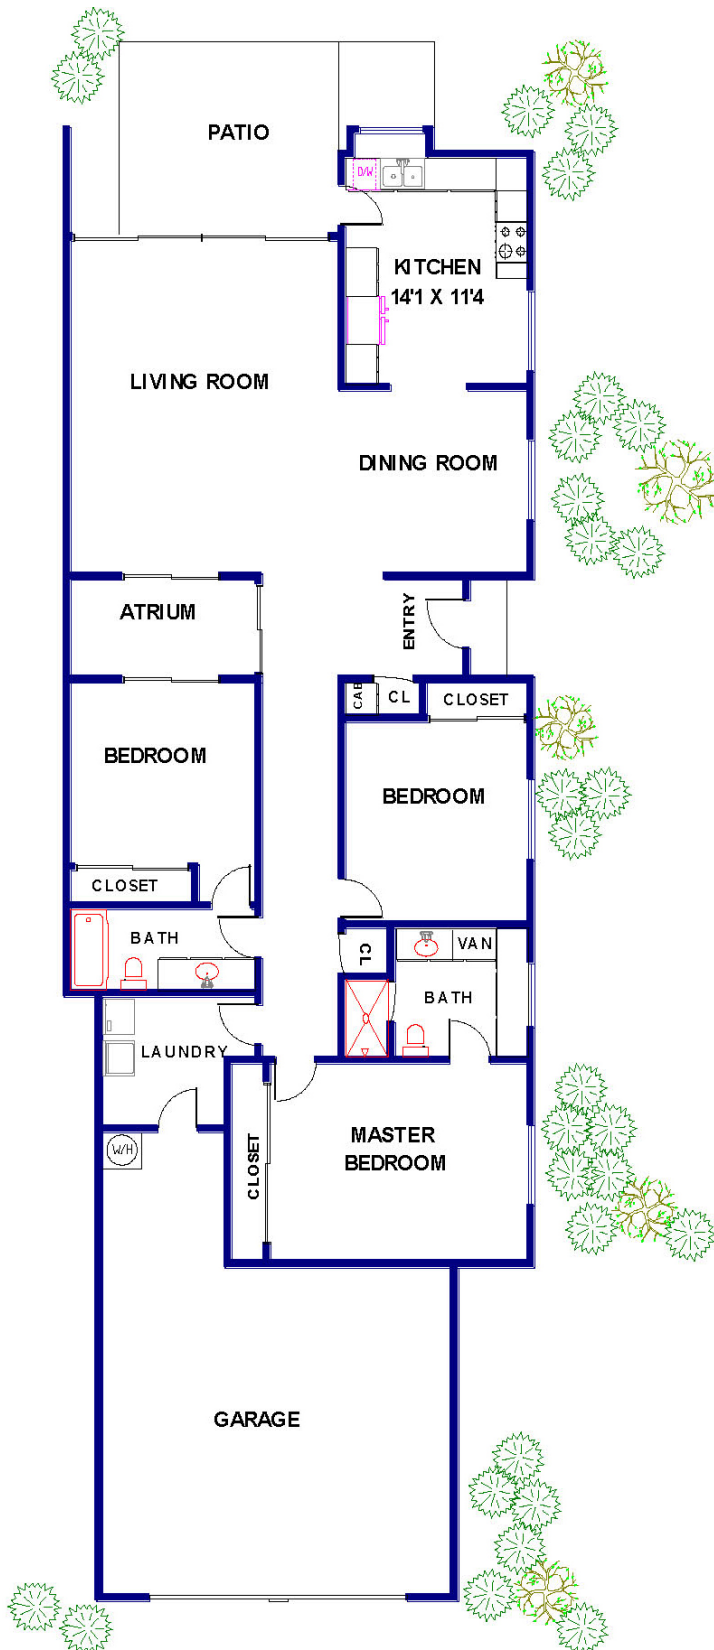 PATIO
D/W
KITCHEN
14'1 X 11'4
LIVING ROOM
DINING ROOM
ATRIUM
ENTRY
CAB
CL
CLOSET
BEDROOM
BEDROOM
CLOSET
BATH
CL
VAN
BATH
LAUNDRY
W/H
CLOSET
MASTER
BEDROOM
GARAGE